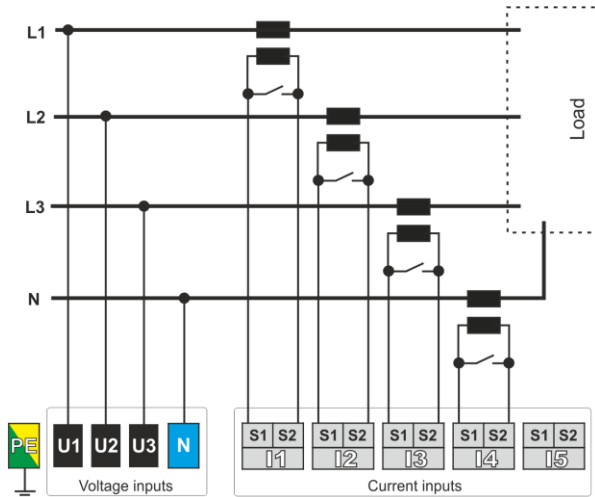 L1
L2
L3
N
Load
PE U1 U2 U3 N
Voltage inputs
S1 S2 S1 S2 S1 S2 S1 S2 S1 S2
I1 I2 I3 I4 I5
Current inputs